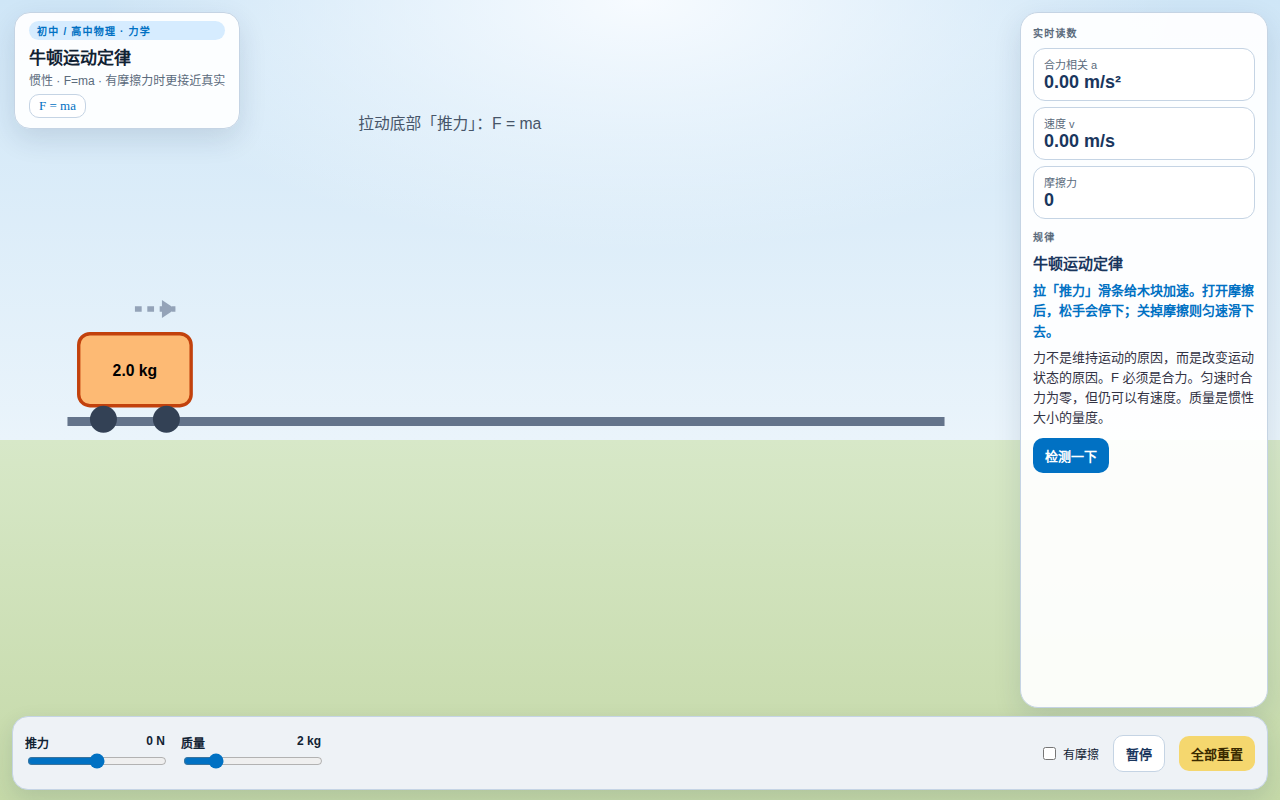 初中 / 高中物理 · 力学
牛顿运动定律
惯性 · F=ma · 有摩擦力时更接近真实
F = ma
拉动底部「推力」：F = ma
2.0 kg
实时读数
合力相关 a
0.00 m/s²
速度 v
0.00 m/s
摩擦力
0
规律
牛顿运动定律
拉「推力」滑条给木块加速。打开摩擦
后，松手会停下；关掉摩擦则匀速滑下
去。
力不是维持运动的原因，而是改变运动
状态的原因。F 必须是合力。匀速时合
力为零，但仍可以有速度。质量是惯性
大小的量度。
检测一下
推力 0 N
质量 2 kg
有摩擦
暂停
全部重置